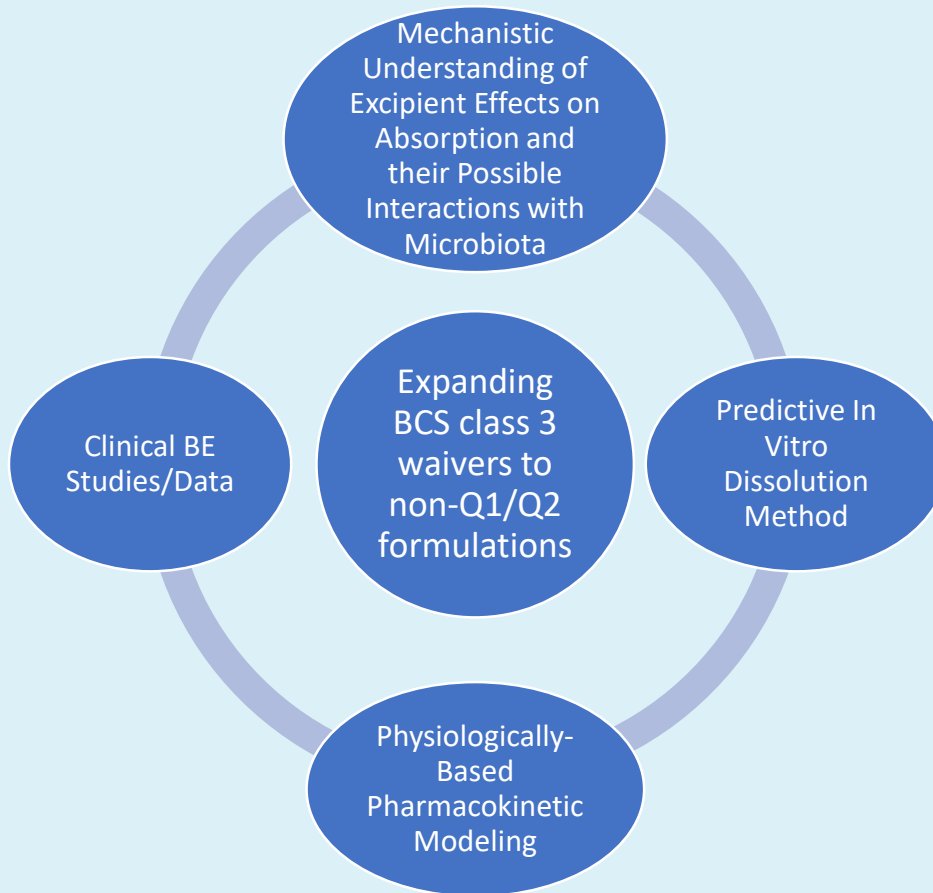 Mechanistic
Understanding of
Excipient Effects on
Absorption and
their Possible
Interactions with
Microbiota
Clinical BE
Studies/Data
Expanding
BCS class 3
waivers to
non-Q1/Q2
formulations
Predictive In
Vitro
Dissolution
Method
Physiologically-
Based
Pharmacokinetic
Modeling